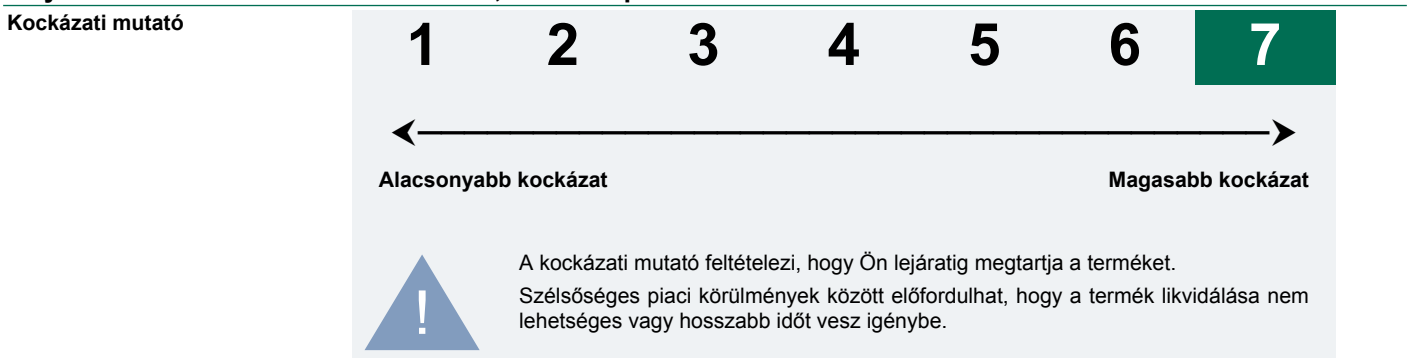 Kockázati mutató
1 2 3 4 5 6 7
Alacsonyabb kockázat Magasabb kockázat
! A kockázati mutató feltételezi, hogy Ön lejáratig megtartja a terméket.
Szélsőséges piaci körülmények között előfordulhat, hogy a termék likvidálása nem
lehetséges vagy hosszabb időt vesz igénybe.